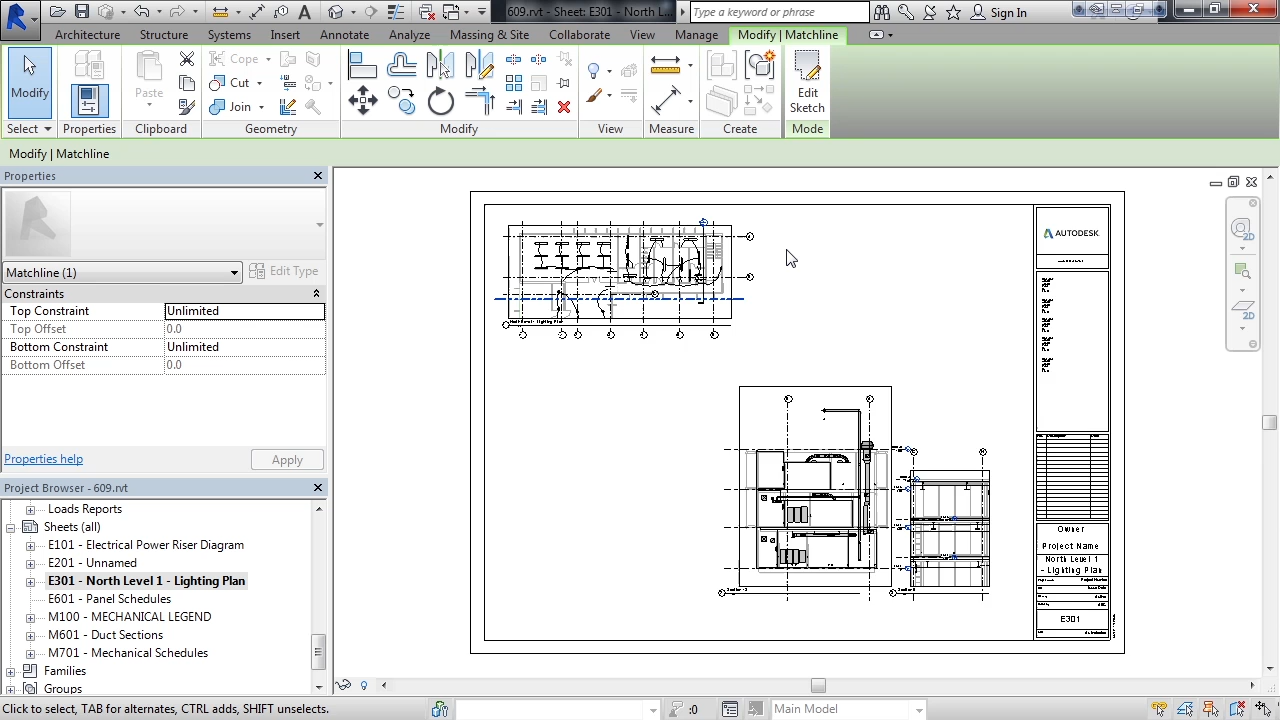 609.rvt - Sheet: E301 - North L...
Type a keyword or phrase
Sign In
Architecture
Structure
Systems
Insert
Annotate
Analyze
Massing & Site
Collaborate
View
Manage
Modify | Matchline
Modify
Paste
Cope
Cut
Join
Edit
Sketch
Select
Properties
Clipboard
Geometry
Modify
View
Measure
Create
Mode
Modify | Matchline
Properties
Matchline (1)
Edit Type
Constraints
Top Constraint
Unlimited
Top Offset
0.0
Bottom Constraint
Unlimited
Bottom Offset
0.0
Properties help
Apply
Project Browser - 609.rvt
Loads Reports
Sheets (all)
E101 - Electrical Power Riser Diagram
E201 - Unnamed
E301 - North Level 1 - Lighting Plan
E601 - Panel Schedules
M100 - MECHANICAL LEGEND
M601 - Duct Sections
M701 - Mechanical Schedules
Families
Groups
2D
2D
AUTODESK
Owner
Project Name
North Level 1
- Lighting Plan
E301
Click to select, TAB for alternates, CTRL adds, SHIFT unselects.
:0
Main Model